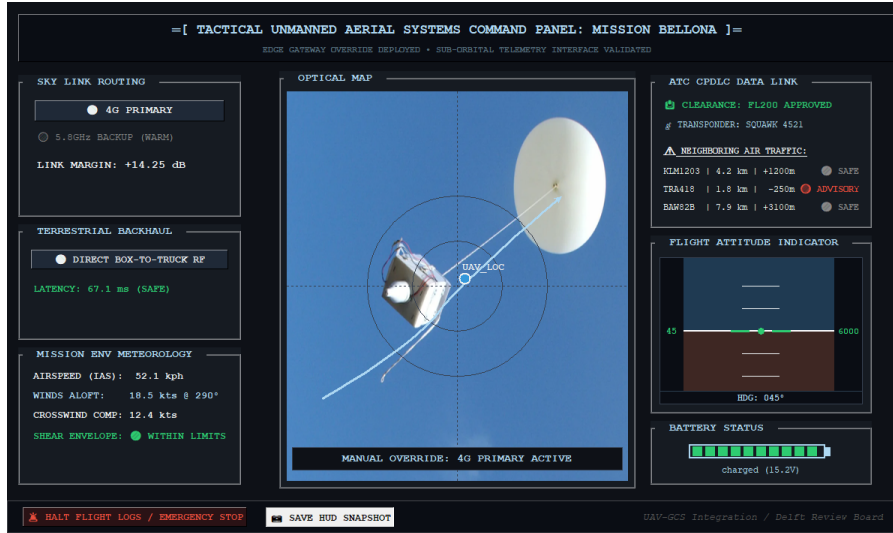 =[ TACTICAL UNMANNED AERIAL SYSTEMS COMMAND PANEL: MISSION BELLONA ]=
EDGE GATEWAY OVERRIDE DEPLOYED • SUB-ORBITAL TELEMETRY INTERFACE VALIDATED
SKY LINK ROUTING
4G PRIMARY
5.8GHz BACKUP (WARM)
LINK MARGIN: +14.25 dB
TERRESTRIAL BACKHAUL
DIRECT BOX-TO-TRUCK RF
LATENCY: 67.1 ms (SAFE)
MISSION ENV METEOROLOGY
AIRSPEED (IAS): 52.1 kph
WINDS ALOFT: 18.5 kts @ 290°
CROSSWIND COMP: 12.4 kts
SHEAR ENVELOPE: WITHIN LIMITS
OPTICAL MAP
UAV_LOC
MANUAL OVERRIDE: 4G PRIMARY ACTIVE
ATC CPDLC DATA LINK
CLEARANCE: FL200 APPROVED
TRANSPONDER: SQUAWK 4521
NEIGHBORING AIR TRAFFIC:
KLM1203 | 4.2 km | +1200m SAFE
TRA418 | 1.8 km | -250m ADVISORY
BAW82B | 7.9 km | +3100m SAFE
FLIGHT ATTITUDE INDICATOR
45 6000
HDG: 045°
BATTERY STATUS
charged (15.2V)
HALT FLIGHT LOGS / EMERGENCY STOP
SAVE HUD SNAPSHOT
UAV-GCS Integration / Delft Review Board